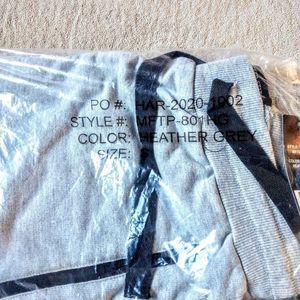 PO #: HAR-2020-1002
STYLE #: MFTP-801HG
COLOR: HEATHER GREY
SIZE: S